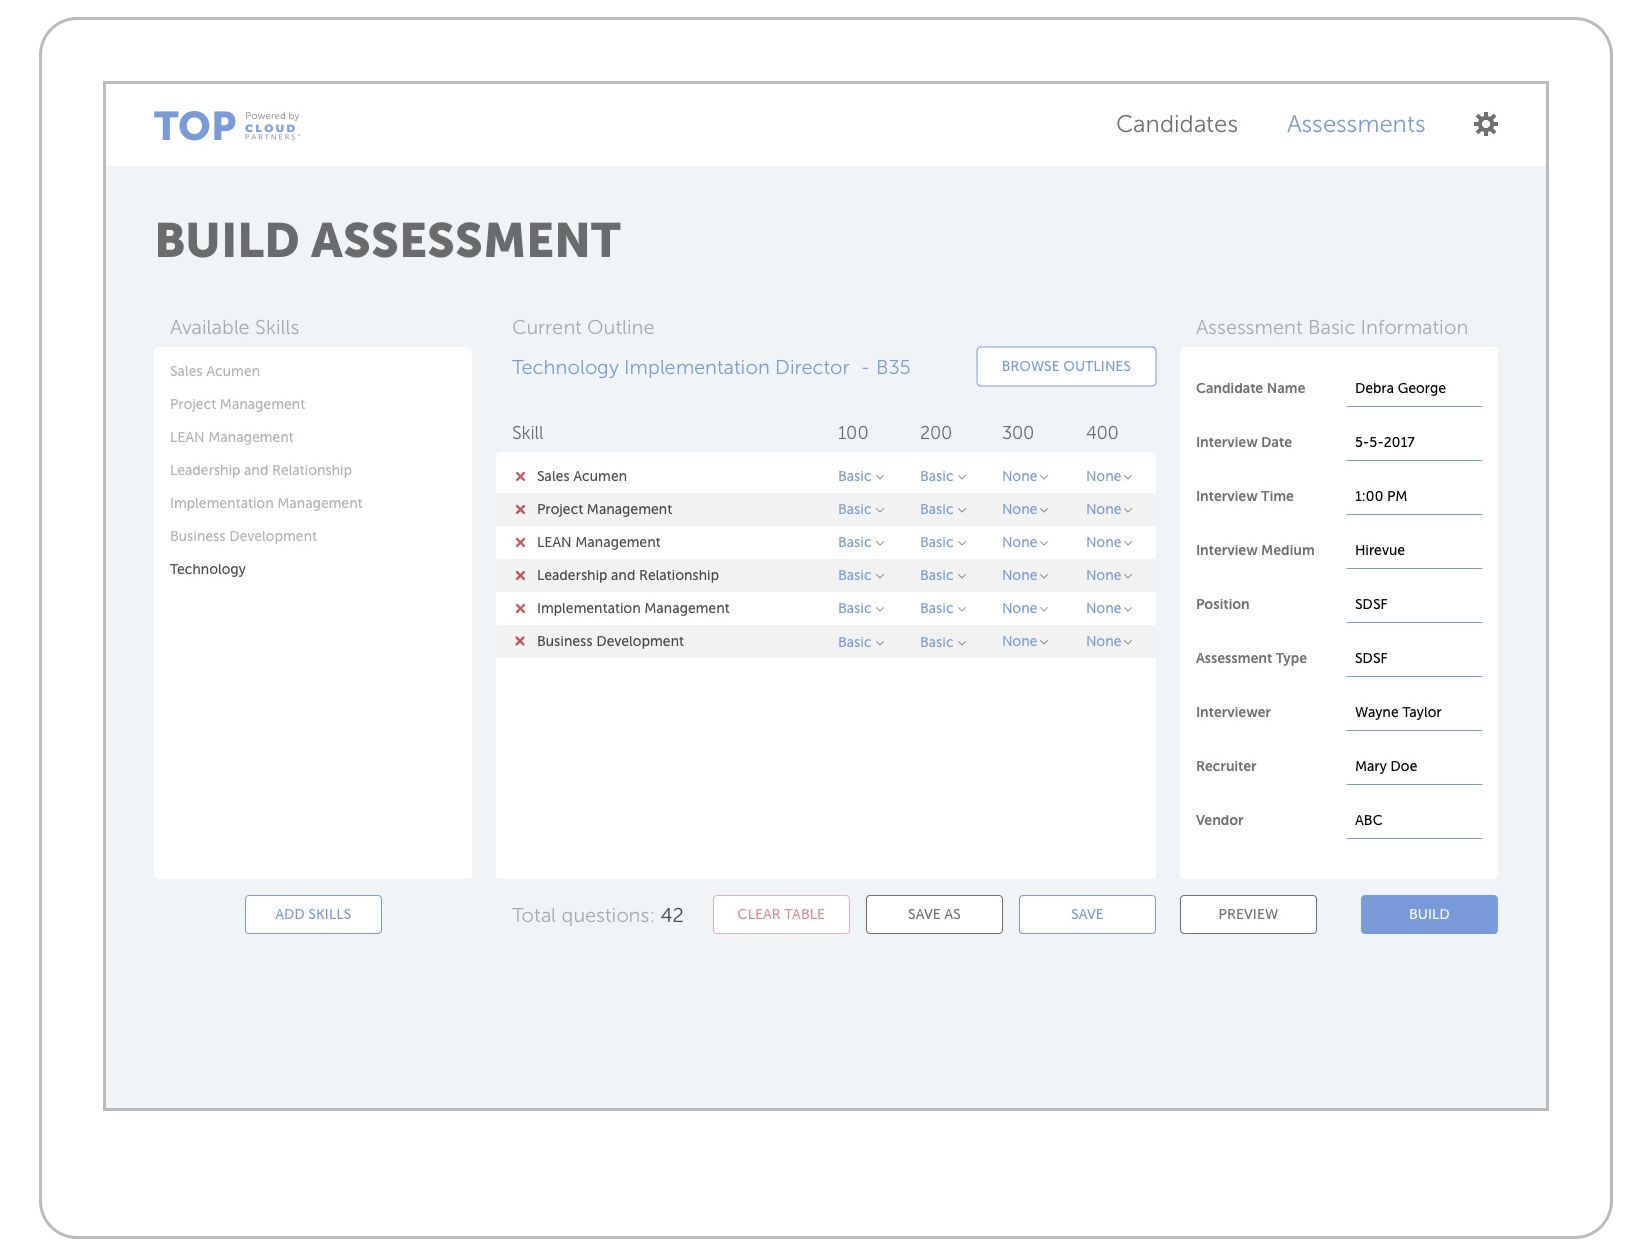 TOP Powered by CLOUD PARTNERS
Candidates Assessments
BUILD ASSESSMENT
Available Skills
Sales Acumen
Project Management
LEAN Management
Leadership and Relationship
Implementation Management
Business Development
Technology
ADD SKILLS
Current Outline
Technology Implementation Director - B35 BROWSE OUTLINES
Skill 100 200 300 400
Sales Acumen Basic Basic None None
Project Management Basic Basic None None
LEAN Management Basic Basic None None
Leadership and Relationship Basic Basic None None
Implementation Management Basic Basic None None
Business Development Basic Basic None None
Total questions: 42 CLEAR TABLE SAVE AS SAVE
Assessment Basic Information
Candidate Name Debra George
Interview Date 5-5-2017
Interview Time 1:00 PM
Interview Medium Hirevue
Position SDSF
Assessment Type SDSF
Interviewer Wayne Taylor
Recruiter Mary Doe
Vendor ABC
PREVIEW BUILD